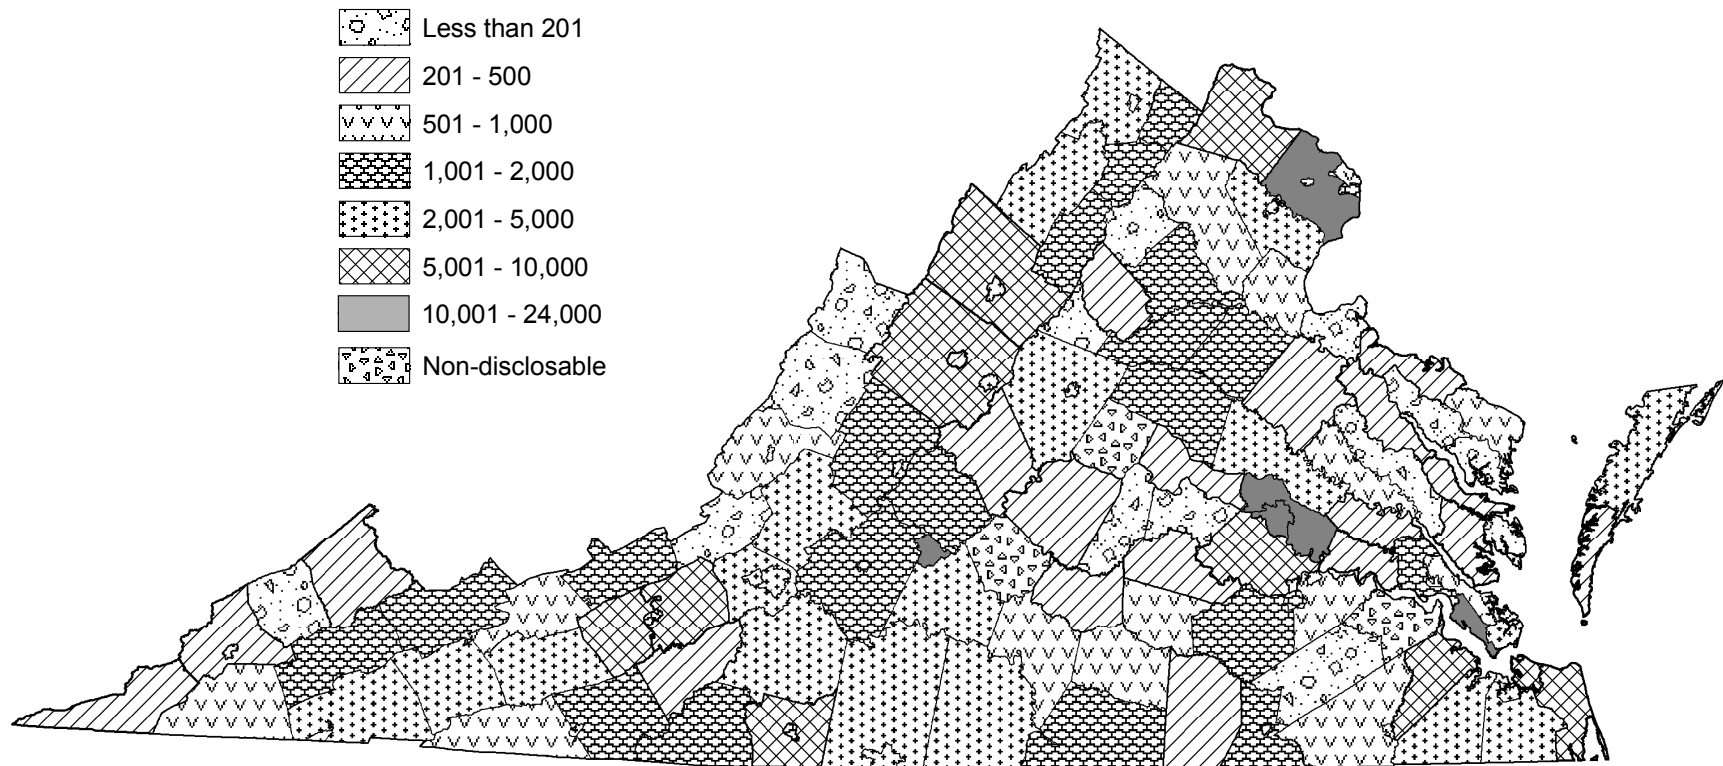 Less than 201
201 - 500
501 - 1,000
1,001 - 2,000
2,001 - 5,000
5,001 - 10,000
10,001 - 24,000
Non-disclosable